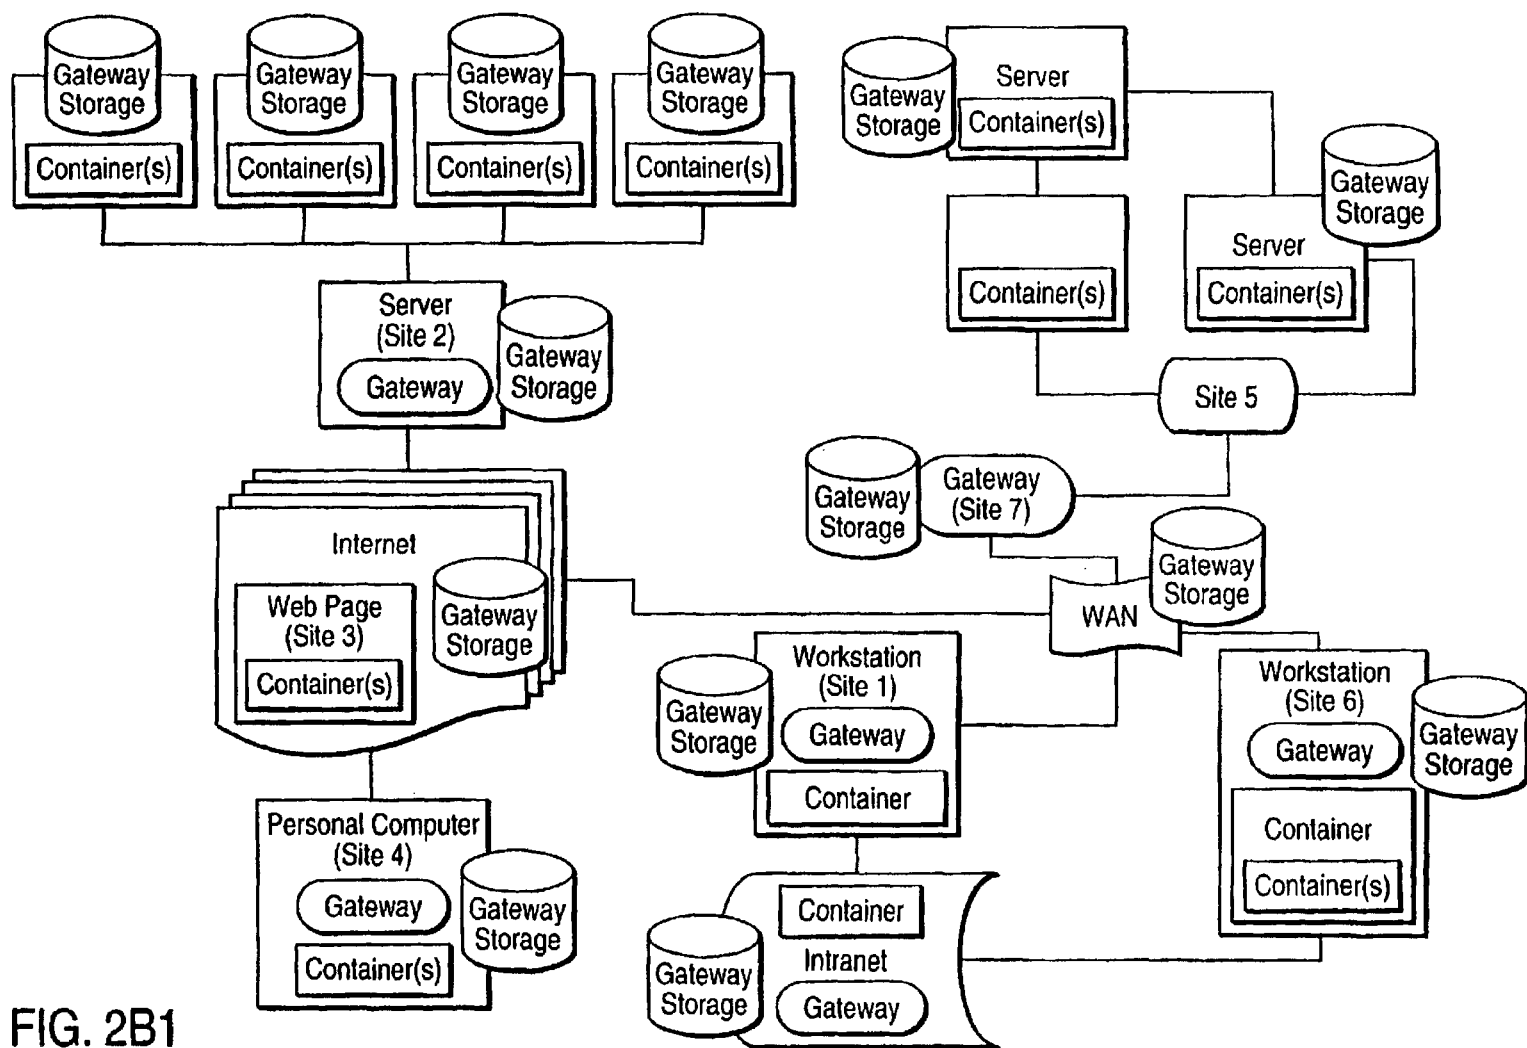 Gateway
Storage
Container(s)
Gateway
Storage
Container(s)
Gateway
Storage
Container(s)
Gateway
Storage
Container(s)
Server
(Site 2)
Gateway
Gateway
Storage
Internet
Web Page
(Site 3)
Container(s)
Gateway
Storage
Personal Computer
(Site 4)
Gateway
Container(s)
Gateway
Storage
Gateway
Storage
Server
Container(s)
Container(s)
Gateway
Storage
Server
Container(s)
Site 5
Gateway
Storage
Gateway
(Site 7)
Gateway
Storage
WAN
Gateway
Storage
Workstation
(Site 1)
Gateway
Container
Workstation
(Site 6)
Gateway
Gateway
Storage
Container
Container(s)
Gateway
Storage
Container
Intranet
Gateway
FIG. 2B1